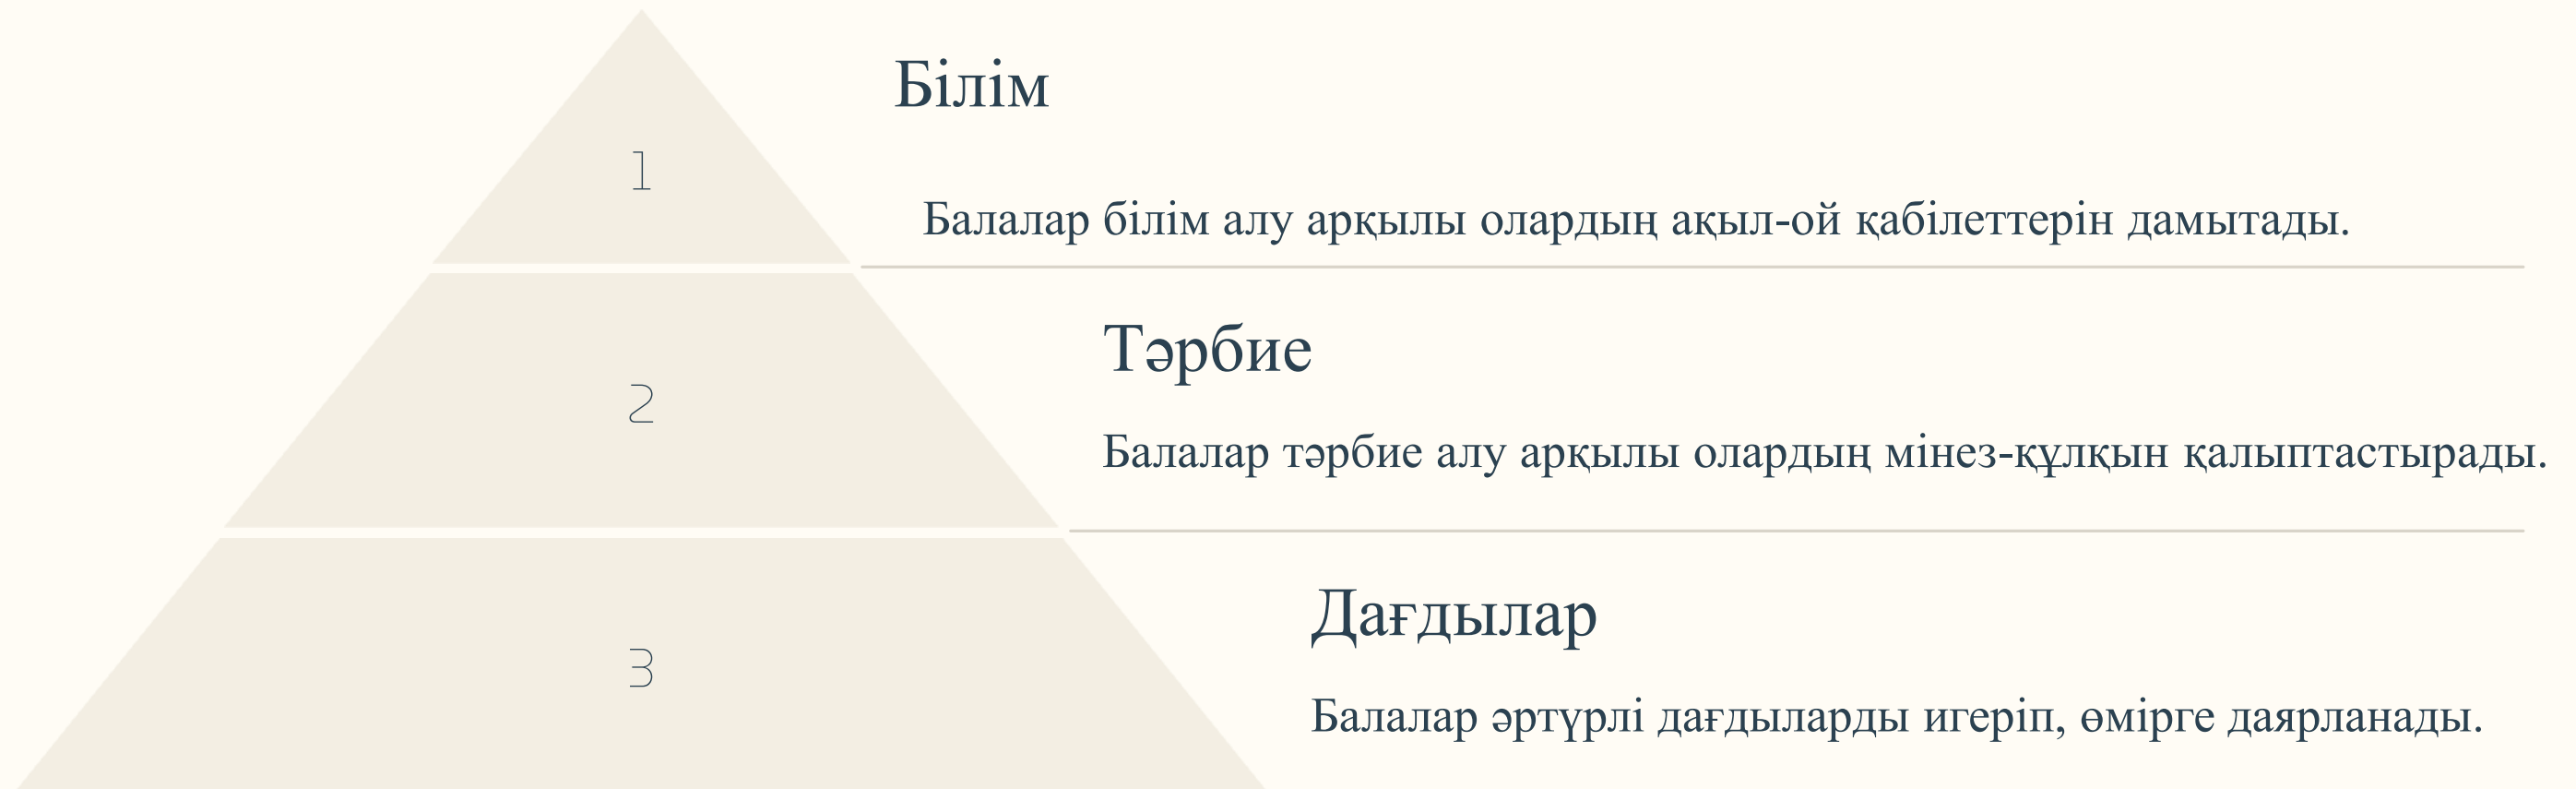 Білім
1
Балалар білім алу арқылы олардың ақыл-ой қабілеттерін дамытады.
Тәрбие
2
Балалар тәрбие алу арқылы олардың мінез-құлқын қалыптастырады.
Дағдылар
3
Балалар әртүрлі дағдыларды игеріп, өмірге даярланады.